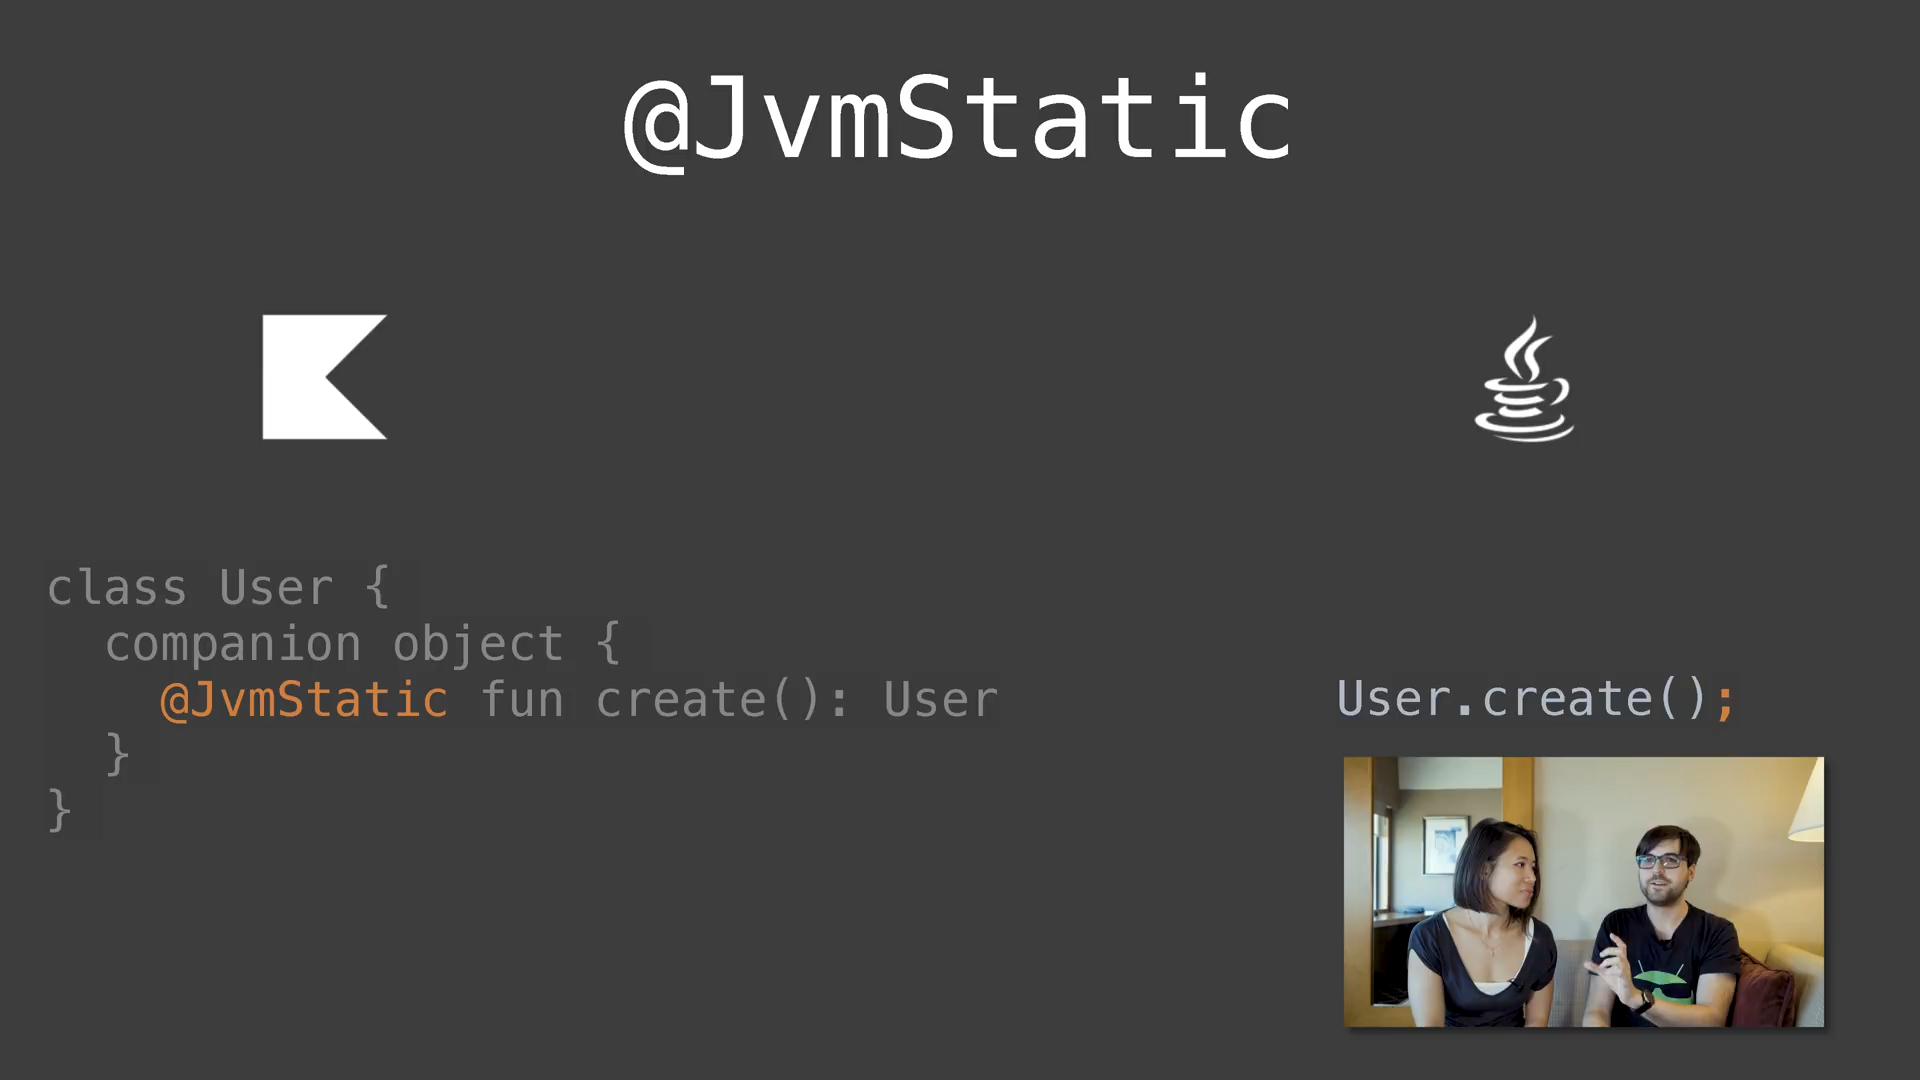 @JvmStatic
class User {
companion object {
@JvmStatic fun create(): User
}
}
User.create();